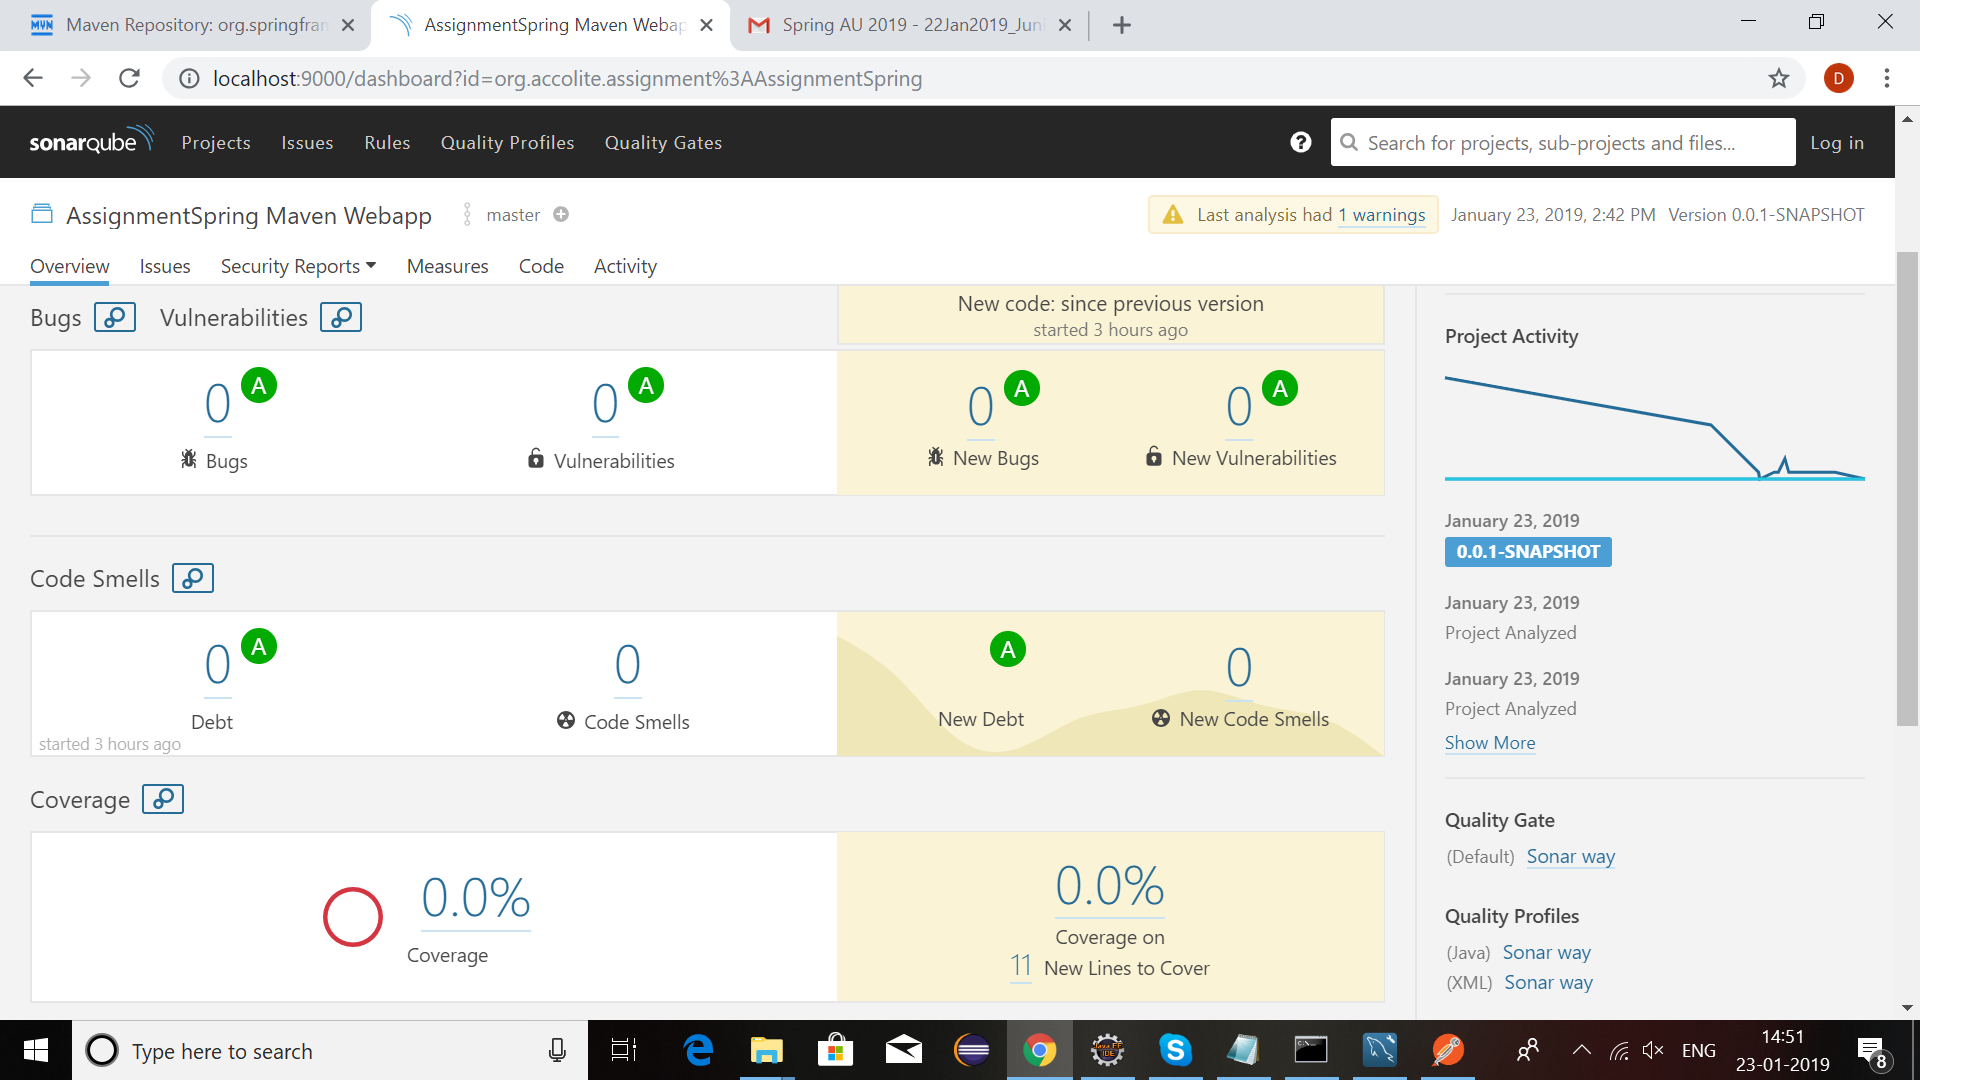 Maven Repository: org.springfran
AssignmentSpring Maven Webap
Spring AU 2019 - 22Jan2019_Juni
localhost:9000/dashboard?id=org.accolite.assignment%3AAssignmentSpring
D
sonarqube Projects Issues Rules Quality Profiles Quality Gates
Search for projects, sub-projects and files...
Log in
AssignmentSpring Maven Webapp master
Last analysis had 1 warnings January 23, 2019, 2:42 PM Version 0.0.1-SNAPSHOT
Overview Issues Security Reports Measures Code Activity
Bugs Vulnerabilities
New code: since previous version
started 3 hours ago
0 A
Bugs
0 A
Vulnerabilities
0 A
New Bugs
0 A
New Vulnerabilities
Code Smells
0 A
Debt
started 3 hours ago
0
Code Smells
A
New Debt
0
New Code Smells
Coverage
0.0%
Coverage
0.0%
Coverage on
11 New Lines to Cover
Project Activity
January 23, 2019
0.0.1-SNAPSHOT
January 23, 2019
Project Analyzed
January 23, 2019
Project Analyzed
Show More
Quality Gate
(Default) Sonar way
Quality Profiles
(Java) Sonar way
(XML) Sonar way
Type here to search
ENG
14:51
23-01-2019
8